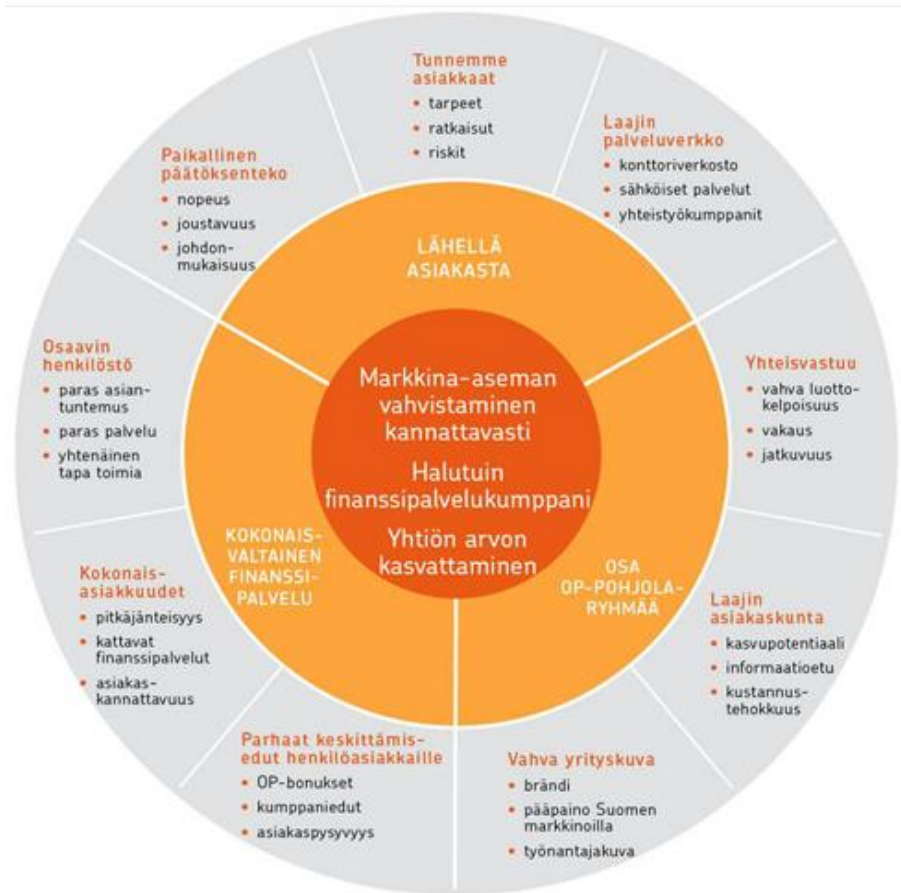 Tunnemme
asiakkaat
• tarpeet
• ratkaisut
• riskit
Laajin
palveluverkko
• konttoriverkosto
• sähköiset palvelut
• yhteistyökumppanit
Yhteisvastuu
• vahva luotto-
kelpoisuus
• vakaus
• jatkuvuus
Laajin
asiakaskunta
• kasvupotentiaali
• informaatioetu
• kustannus-
tehokkuus
Vahva yrityskuva
• brändi
• pääpaino Suomen
markkinoilla
• työnantajakuva
Parhaat keskittämis-
edut henkilöasiakkaille
• OP-bonukset
• kumppaniedut
• asiakaspysyvyys
Kokonais-
asiakkuudet
• pitkäjänteisyys
• kattavat
finanssipalvelut
• asiakas-
kannattavuus
Osaavin
henkilöstö
• paras asian-
tuntemus
• paras palvelu
• yhtenäinen
tapa toimia
Paikallinen
päätöksenteko
• nopeus
• joustavuus
• johdon-
mukaisuus
LÄHELLÄ
ASIAKASTA
OSA
OP-POHJOLA-
RYHMÄÄ
KOKONAIS-
VALTAINEN
FINANSSI-
PALVELU
Markkina-aseman
vahvistaminen
kannattavasti
Halutuin
finanssipalvelukumppani
Yhtiön arvon
kasvattaminen